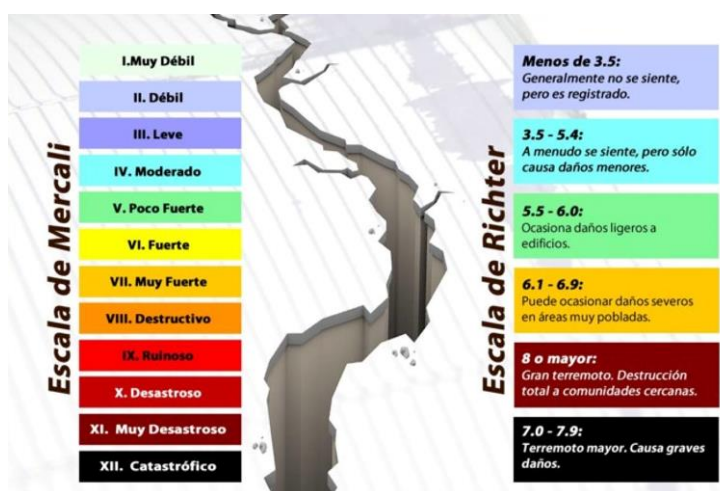 Escala de Mercali
I.Muy Débil
II. Débil
III. Leve
IV. Moderado
V. Poco Fuerte
VI. Fuerte
VII. Muy Fuerte
VIII. Destructivo
IX. Ruinoso
X. Desastroso
XI. Muy Desastroso
XII. Catastrófico
Escala de Richter
Menos de 3.5:
Generalmente no se siente,
pero es registrado.
3.5 - 5.4:
A menudo se siente, pero sólo
causa daños menores.
5.5 - 6.0:
Ocasiona daños ligeros a
edificios.
6.1 - 6.9:
Puede ocasionar daños severos
en áreas muy pobladas.
8 o mayor:
Gran terremoto. Destrucción
total a comunidades cercanas.
7.0 - 7.9:
Terremoto mayor. Causa graves
daños.